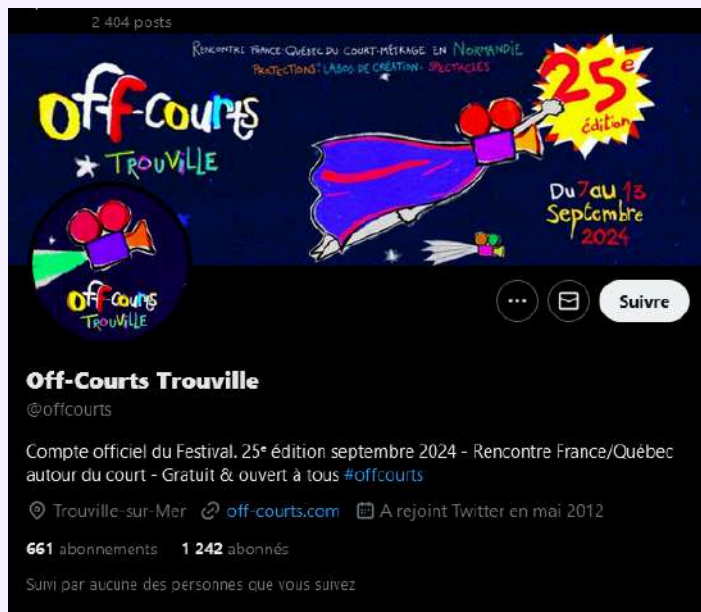 2 404 posts
RENCONTRE FRANCE-QUÉBEC DU COURT-MÉTRAGE EN NORMANDIE
PROJECTIONS · LABOS DE CRÉATION · SPECTACLES
OFF-COURTS
TROUVILLE
25e
édition
Du 7 au 13
Septembre
2024
OFF-COURTS
TROUVILLE
Suivre
Off-Courts Trouville
@offcourts
Compte officiel du Festival. 25ᵉ édition septembre 2024 - Rencontre France/Québec
autour du court - Gratuit & ouvert à tous #offcourts
Trouville-sur-Mer off-courts.com A rejoint Twitter en mai 2012
661 abonnements 1 242 abonnés
Suivi par aucune des personnes que vous suivez